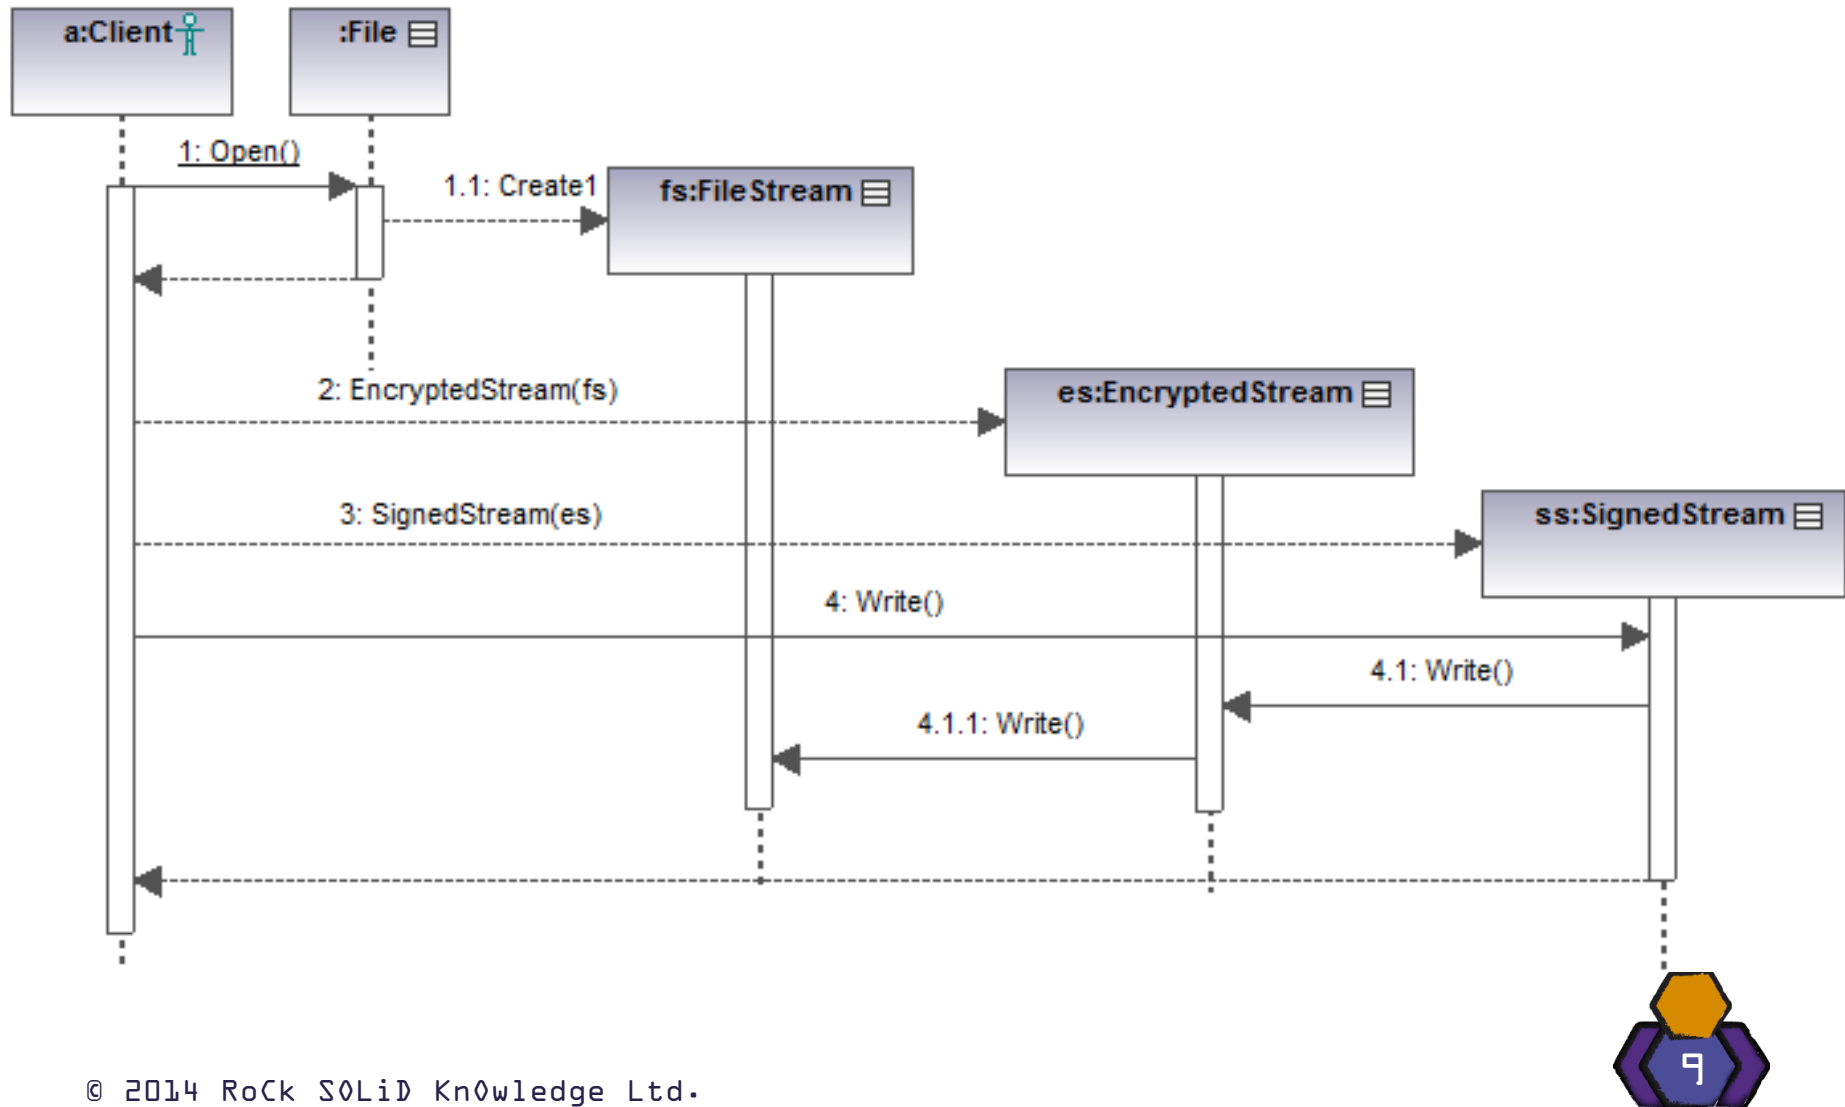 a:Client
:File
1: Open()
1.1: Create1
fs:FileStream
2: EncryptedStream(fs)
es:EncryptedStream
3: SignedStream(es)
ss:SignedStream
4: Write()
4.1: Write()
4.1.1: Write()
9
© 2014 RoCk SOLiD KnOwledge Ltd.